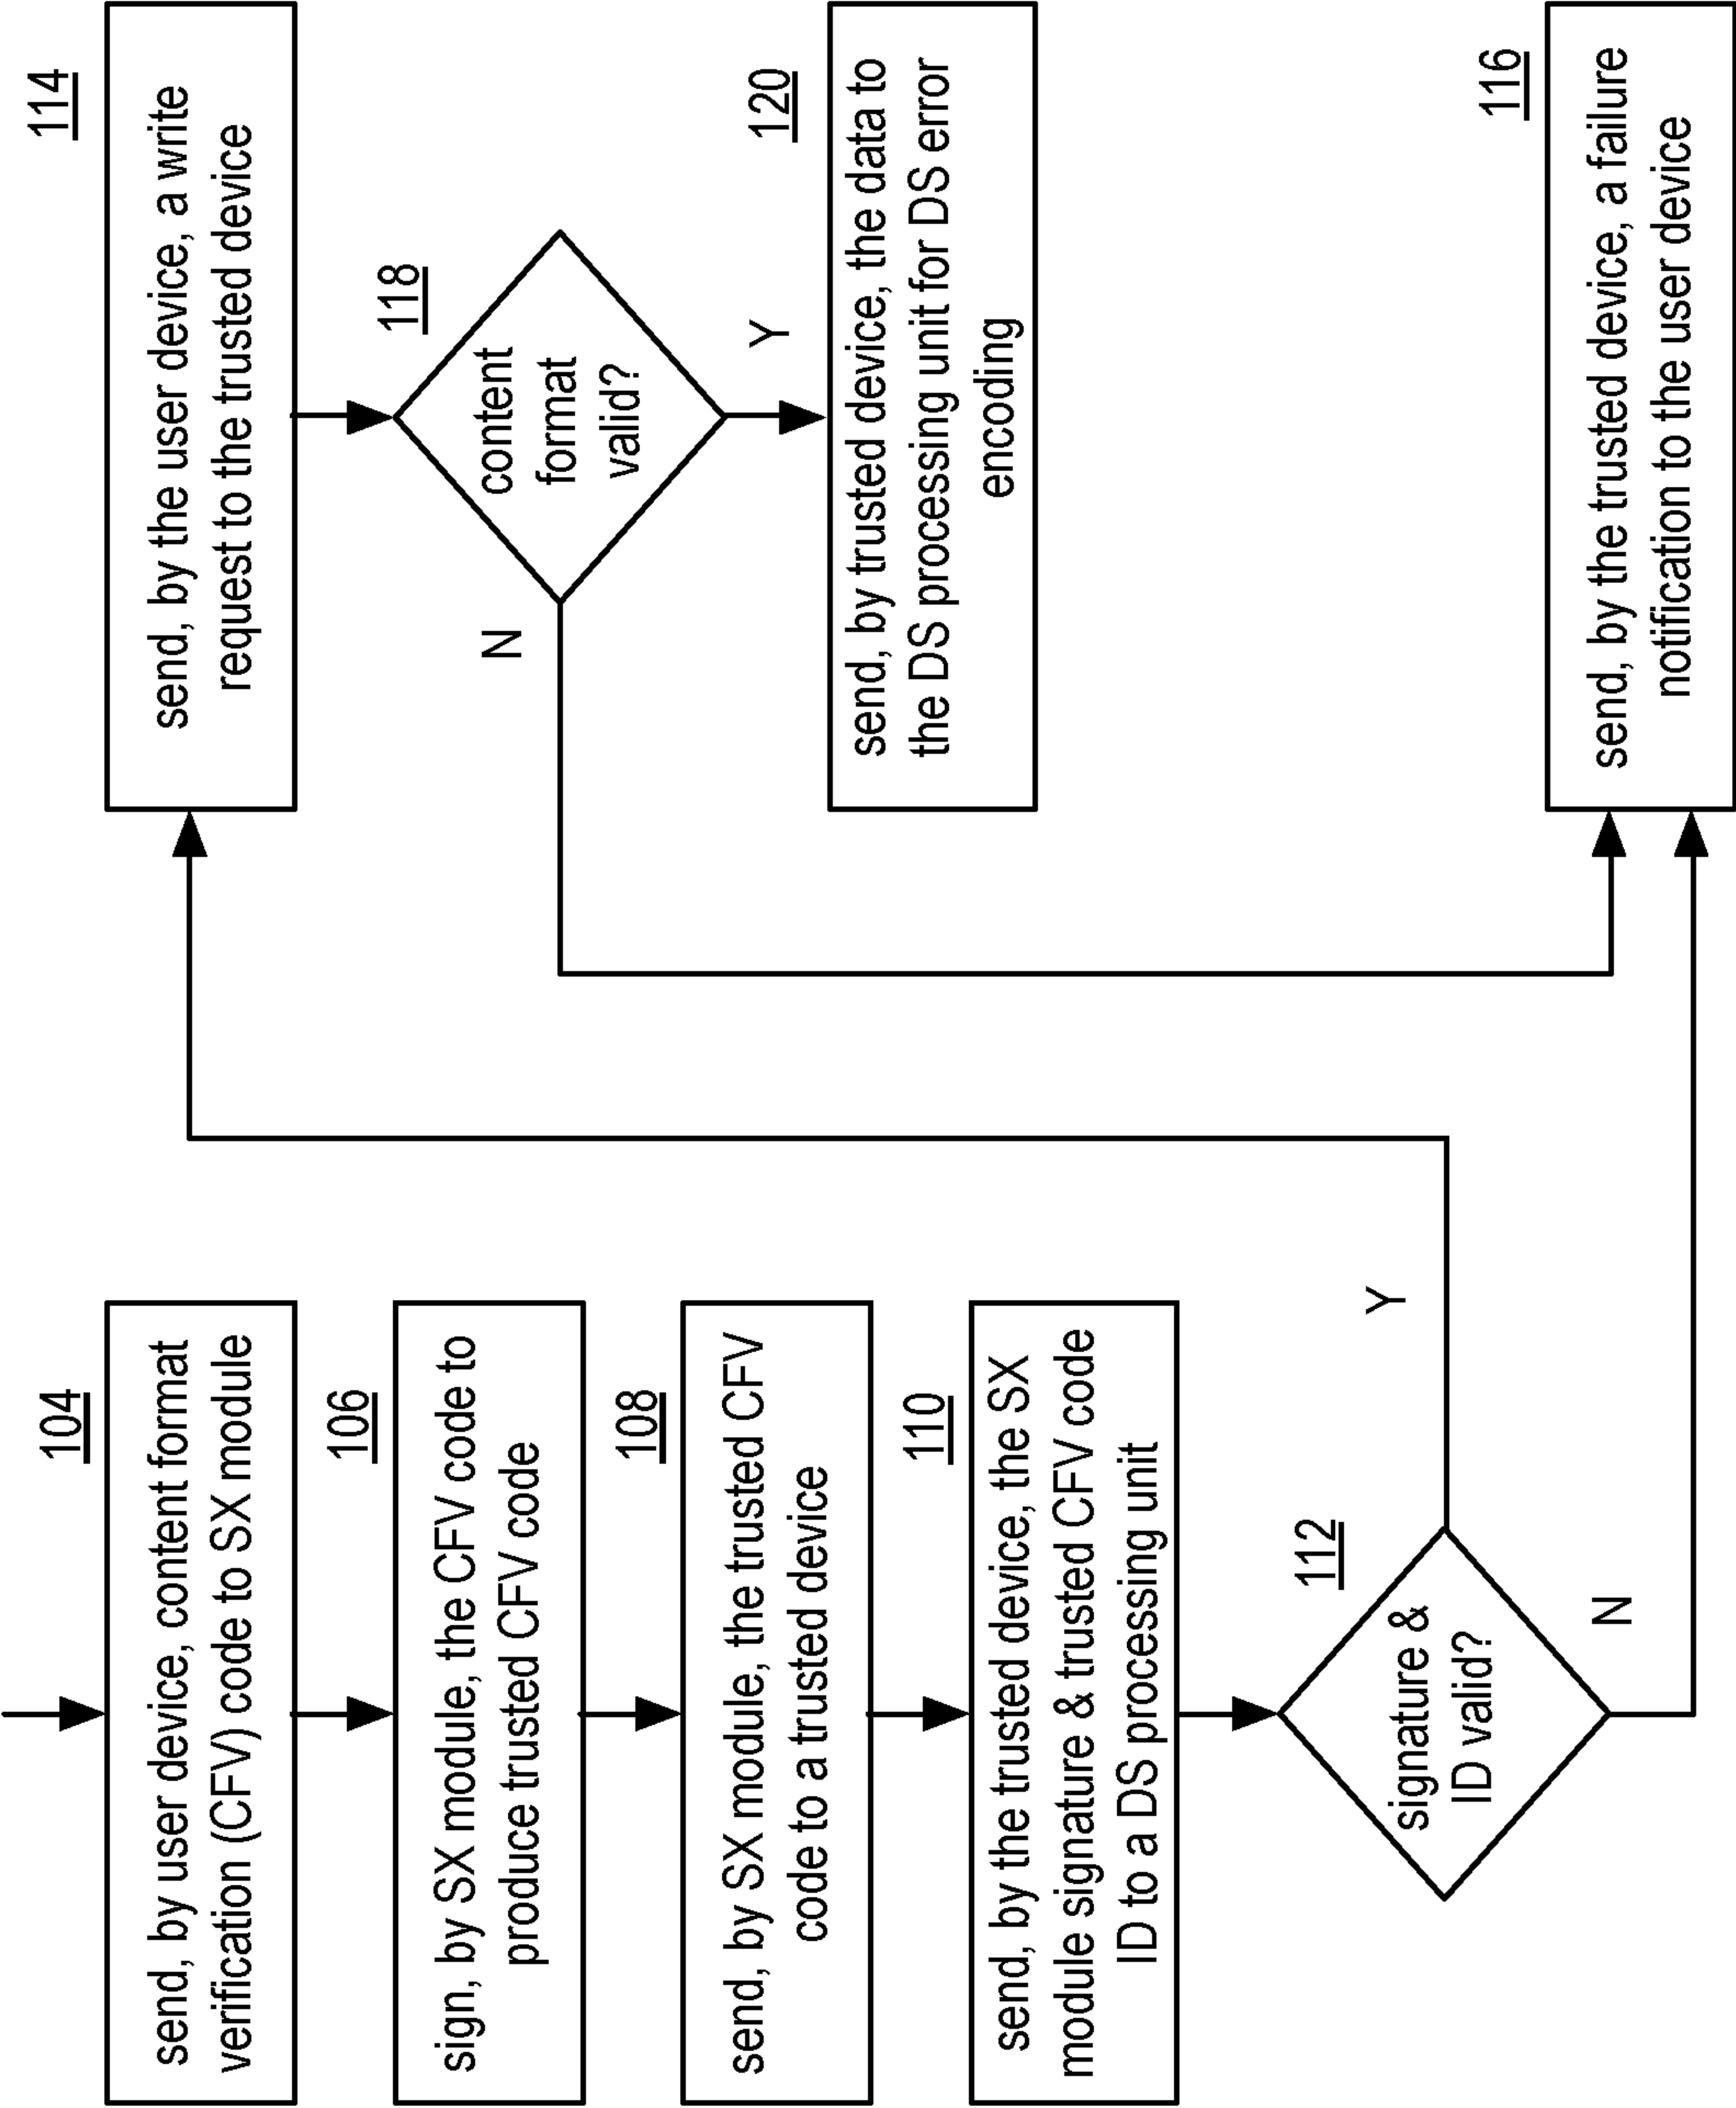 104
send, by user device, content format
verification (CFV) code to SX module
106
sign, by SX module, the CFV code to
produce trusted CFV code
108
send, by SX module, the trusted CFV
code to a trusted device
110
send, by the trusted device, the SX
module signature & trusted CFV code
ID to a DS processing unit
112
signature &
ID valid?
Y
N
114
send, by the user device, a write
request to the trusted device
118
content
format
valid?
N
Y
120
send, by trusted device, the data to
the DS processing unit for DS error
encoding
116
send, by the trusted device, a failure
notification to the user device